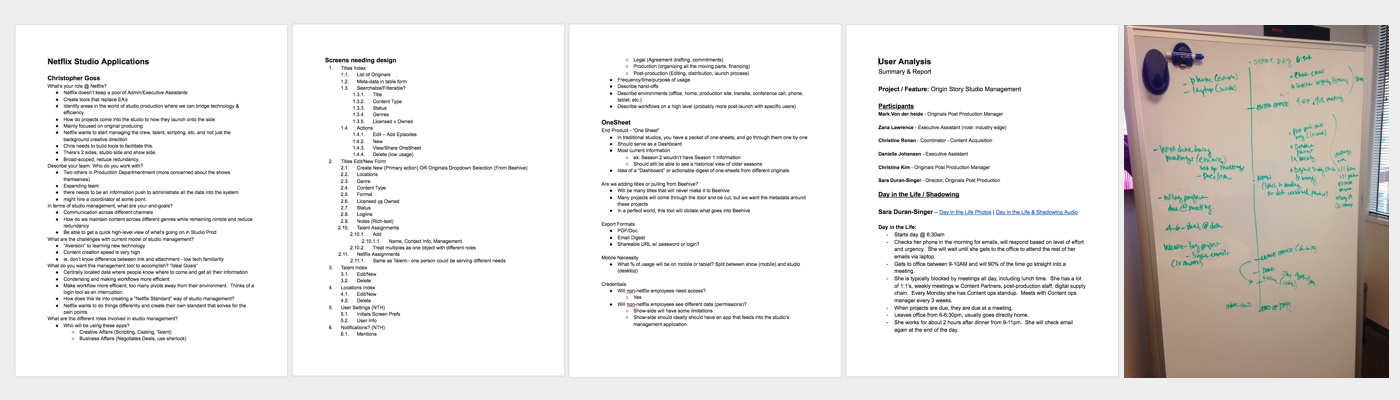 Netflix Studio Applications
Christopher Goss
What's your role @ Netflix?
● Netflix doesn't keep a pool of Admin/Executive Assistants
● Create tools that replace EA's
● Identify areas in the world of studio production where we can bridge technology &
efficiency
● How do projects come into the studio to how they launch onto the side
● Mainly focused on original producing
● Netflix wants to start managing the crew, talent, scripting, etc. and not just the
background creative direction
● Chris needs to build tools to facilitate this.
● There's 2 sides, studio side and show side.
● Broad-scoped, reduce redundancy.
Describe your team, Who do you work with?
● Two others in Production Departmentment (more concerned about the shows
themselves)
● Expanding team
● there needs to be an information push to administrate all the data into the system
● might hire a coordinator at some point.
In terms of studio management, what are your end-goals?
● Communication across different channels
● How do we maintain content across different genres while remaining nimble and reduce
redundancy
● Be able to get a quick high-level view of what's going on in Studio Prod
What are the challenges with current model of studio management?
● "Aversion" to learning new technology
● Content creation speed is very high
● ie. don't know difference between ink and attachment - low tech familiarity
What do you want this management tool to accomplish? "Ideal Goals"
● Centrally located data where people know where to come and get all their information
● Condensing and making workflows more efficient
● Make workflow more efficient, too many pivots away from their environment. Thinks of a
login tool as an interruption.
● How does this tie into creating a "Netflix Standard" way of studio management?
● Netflix wants to do things differently and create their own standard that solves for the
pain points.
What are the different roles involved in studio management?
● Who will be using these apps?
○ Creative Affairs (Scripting, Casting, Talent)
○ Business Affairs (Negotiates Deals, use sherlock)
Screens needing design
1. Titles Index
1.1. List of Originals
1.2. Meta-data in table form
1.3. Searchable/Filterable?
1.3.1. Title
1.3.2. Content Type
1.3.3. Status
1.3.4. Genres
1.3.5. Licensed v Owned
1.4. Actions
1.4.1. Edit – Add Episodes
1.4.2. New
1.4.3. View/Share OneSheet
1.4.4. Delete (low usage)
2. Titles Edit/New Form
2.1. Create New (Primary action) OR Originals Dropdown Selection (From Beehive)
2.2. Locations
2.3. Genre
2.4. Content Type
2.5. Format
2.6. Licensed vs Owned
2.7. Status
2.8. Logline
2.9. Notes (Rich-text)
2.10. Talent Assignments
2.10.1. Add
2.10.1.1. Name, Contact Info, Management
2.10.2. Treat multiples as one object with different roles
2.11. Netflix Assignments
2.11.1. Same as Talent– one person could be serving different needs
3. Talent Index
3.1. Edit/New
3.2. Delete
4. Locations Index
4.1. Edit/New
4.2. Delete
5. User Settings (NTH)
5.1. Initials Screen Prefs
5.2. User Info
6. Notifications? (NTH)
6.1. Mentions
○ Legal (Agreement drafting, commitments)
○ Production (organizing all the moving parts, financing)
○ Post-production (Editing, distribution, launch process)
● Frequency/time/purpose of usage
● Describe hand-offs
● Describe environments (office, home, production site, transite, conference call, phone,
tablet, etc.)
● Describe workflows on a high level (probably more post-launch with specific users)
OneSheet
End Product - "One Sheet"
● In traditional studios, you have a packet of one-sheets, and go through them one by one
● Should serve as a Dashboard
● Most current information
○ ex: Season 2 wouldn't have Season 1 information
○ Should still be able to see a historical view of older seasons
● Idea of a "Dashboard" or actionable digest of one-sheets from different originals
Are we adding titles or pulling from Beehive?
● Will be many titles that will never make it to Beehive
● Many projects will come through the door and be cut, but we want the metadata around
these projects
● In a perfect world, this tool will dictate what goes into Beehive
Export Formats
● PDF/Doc
● Email Digest
● Shareable URL w/ password or login?
Mobile Necessity
● What % of usage will be on mobile or tablet? Split between show (mobile) and studio
(desktop)
Credentials
● Will non-netflix employees need access?
○ Yes
● Will non-netflix employees see different data (permissions)?
○ Show-side will have some limitations
○ Show-side should ideally should have an app that feeds into the studio's
management application
User Analysis
Summary & Report
Project / Feature: Origin Story Studio Management
Participants
Mark Von der heide - Originals Post Production Manager
Zana Lawrence - Executive Assistant (note: industry edge)
Christine Ronan - Coordinator - Content Acquisition
Danielle Johansen - Executive Assistant
Christina Kim - Originals Post Production Manager
Sara Duran-Singer - Director, Originals Post Production
Day in the Life / Shadowing
Sara Duran-Singer – Day in the Life Photos | Day in the Life & Shadowing Audio
Day in the Life:
- Starts day @ 6:30am
- Checks her phone in the morning for emails, will respond based on level of effort
and urgency. She will wait until she gets to the office to attend the rest of her
emails via laptop.
- Gets to office between 9-10AM and will 90% of the time go straight into a
meeting.
- She is typically blocked by meetings all day, including lunch time. She has a lot
of 1:1's, weekly meetings w Content Partners, post-production staff, digital supply
chain. Every Monday she has Content ops standup. Meets with Content ops
manager every 3 weeks.
- When projects are due, they are due at a meeting.
- Leaves office from 6-6:30pm, usually goes directly home.
- She works for about 2 hours after dinner from 9-11pm. She will check email
again at the end of the day.